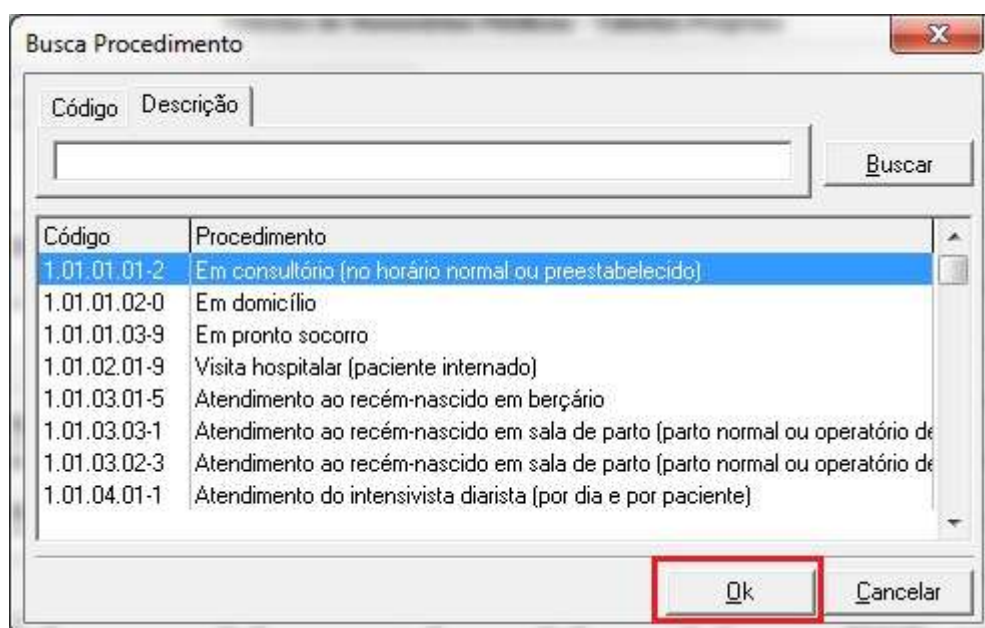 Busca Procedimento
Código Descrição
Buscar
Código Procedimento
1.01.01.01-2 Em consultório (no horário normal ou preestabelecido)
1.01.01.02-0 Em domicílio
1.01.01.03-9 Em pronto socorro
1.01.02.01-9 Visita hospitalar (paciente internado)
1.01.03.01-5 Atendimento ao recém-nascido em berçário
1.01.03.03-1 Atendimento ao recém-nascido em sala de parto (parto normal ou operatório de
1.01.03.02-3 Atendimento ao recém-nascido em sala de parto (parto normal ou operatório de
1.01.04.01-1 Atendimento do intensivista diarista (por dia e por paciente)
Ok Cancelar